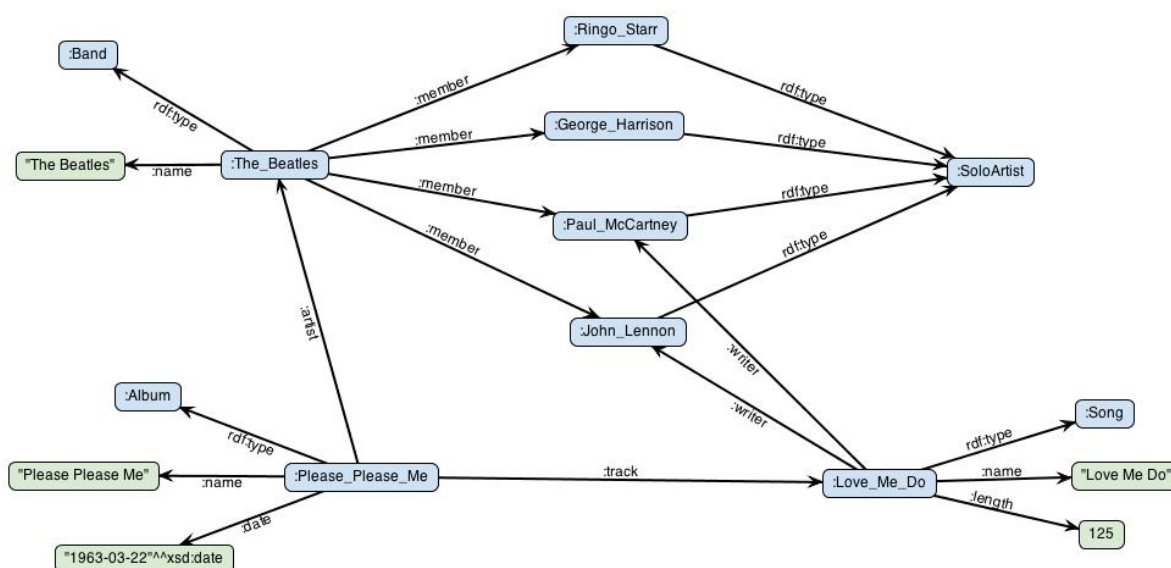 :Ringo_Starr
:Band
:member
rdf:type
rdf:type
:George_Harrison
:member
rdf:type
"The Beatles"
:name
:The_Beatles
:SoloArtist
:member
rdf:type
:Paul_McCartney
:member
rdf:type
:artist
:John_Lennon
:writer
:Album
:writer
:Song
rdf:type
rdf:type
"Please Please Me"
:name
:Please_Please_Me
:track
:Love_Me_Do
:name
"Love Me Do"
:date
:length
125
"1963-03-22"^^xsd:date